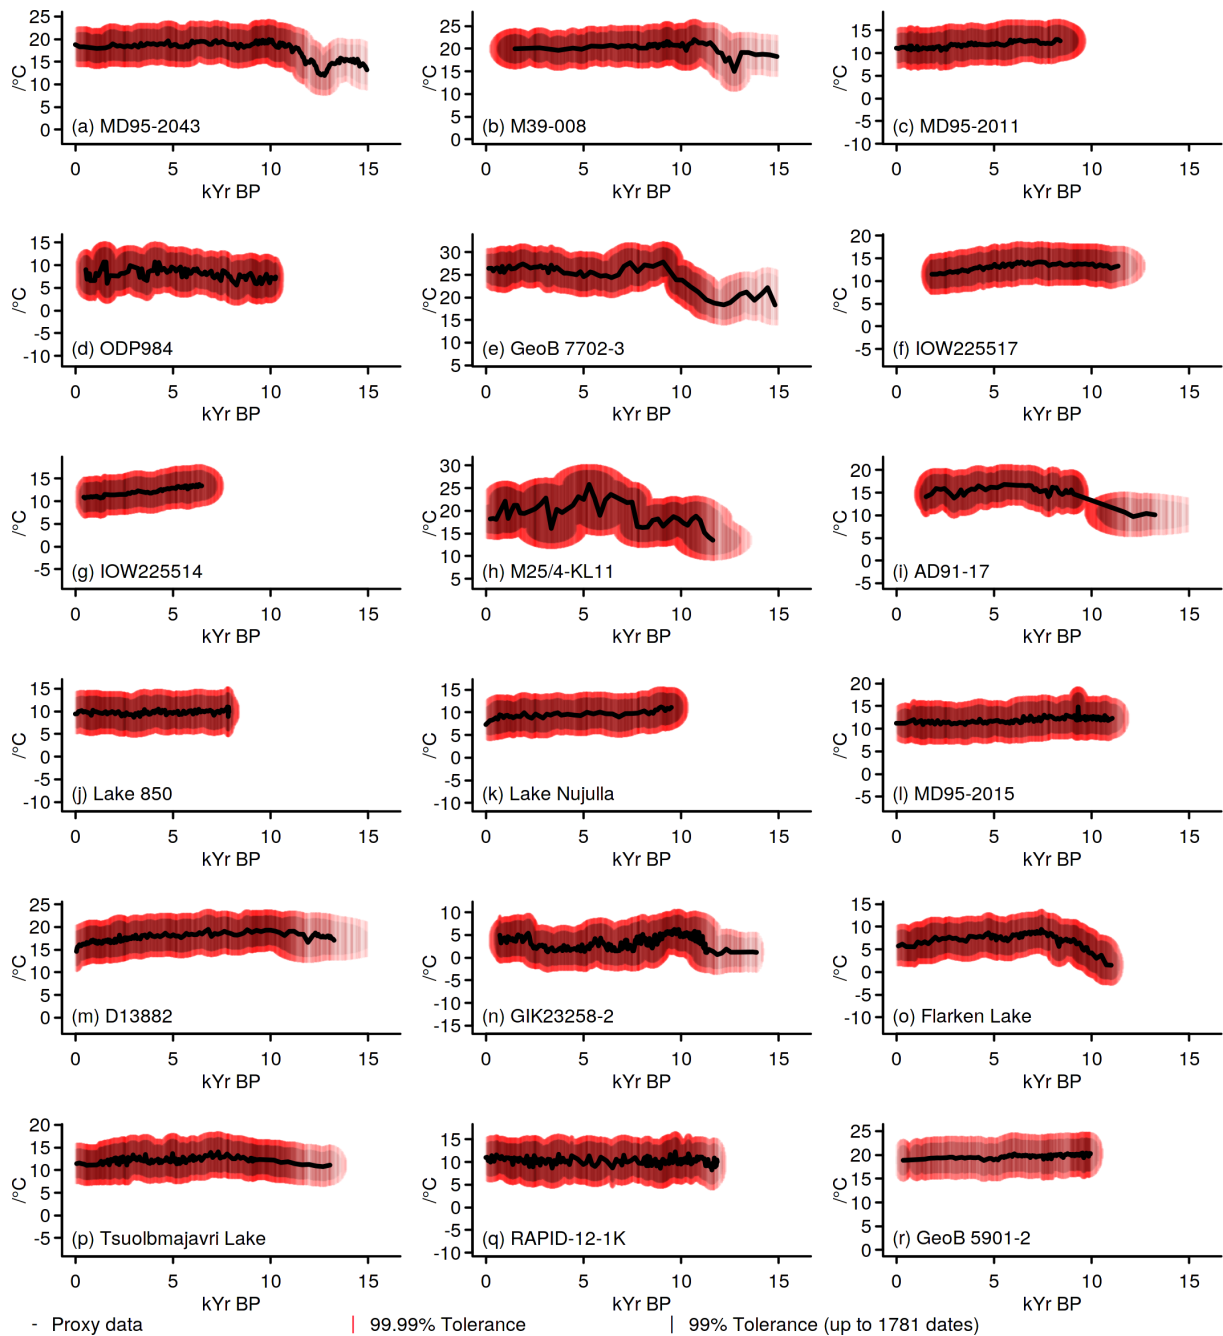 25
20
15
10
5
0
/°C
(a) MD95-2043
0 5 10 15
kYr BP
25
20
15
10
5
0
/°C
(b) M39-008
0 5 10 15
kYr BP
15
10
5
0
-5
-10
/°C
(c) MD95-2011
0 5 10 15
kYr BP
15
10
5
0
-5
-10
/°C
(d) ODP984
0 5 10 15
kYr BP
30
25
20
15
10
5
/°C
(e) GeoB 7702-3
0 5 10 15
kYr BP
20
15
10
5
0
-5
/°C
(f) IOW225517
0 5 10 15
kYr BP
15
10
5
0
-5
/°C
(g) IOW225514
0 5 10 15
kYr BP
30
25
20
15
10
5
/°C
(h) M25/4-KL11
0 5 10 15
kYr BP
20
15
10
5
0
-5
/°C
(i) AD91-17
0 5 10 15
kYr BP
15
10
5
0
-5
-10
/°C
(j) Lake 850
0 5 10 15
kYr BP
15
10
5
0
-5
-10
/°C
(k) Lake Nujulla
0 5 10 15
kYr BP
20
15
10
5
0
-5
/°C
(l) MD95-2015
0 5 10 15
kYr BP
25
20
15
10
5
0
/°C
(m) D13882
0 5 10 15
kYr BP
10
5
0
-5
-10
-15
/°C
(n) GIK23258-2
0 5 10 15
kYr BP
15
10
5
0
-5
-10
/°C
(o) Flarken Lake
0 5 10 15
kYr BP
20
15
10
5
0
-5
/°C
(p) Tsuolbmajavri Lake
0 5 10 15
kYr BP
15
10
5
0
-5
-10
/°C
(q) RAPID-12-1K
0 5 10 15
kYr BP
25
20
15
10
5
0
/°C
(r) GeoB 5901-2
0 5 10 15
kYr BP
- Proxy data | 99.99% Tolerance | 99% Tolerance (up to 1781 dates)